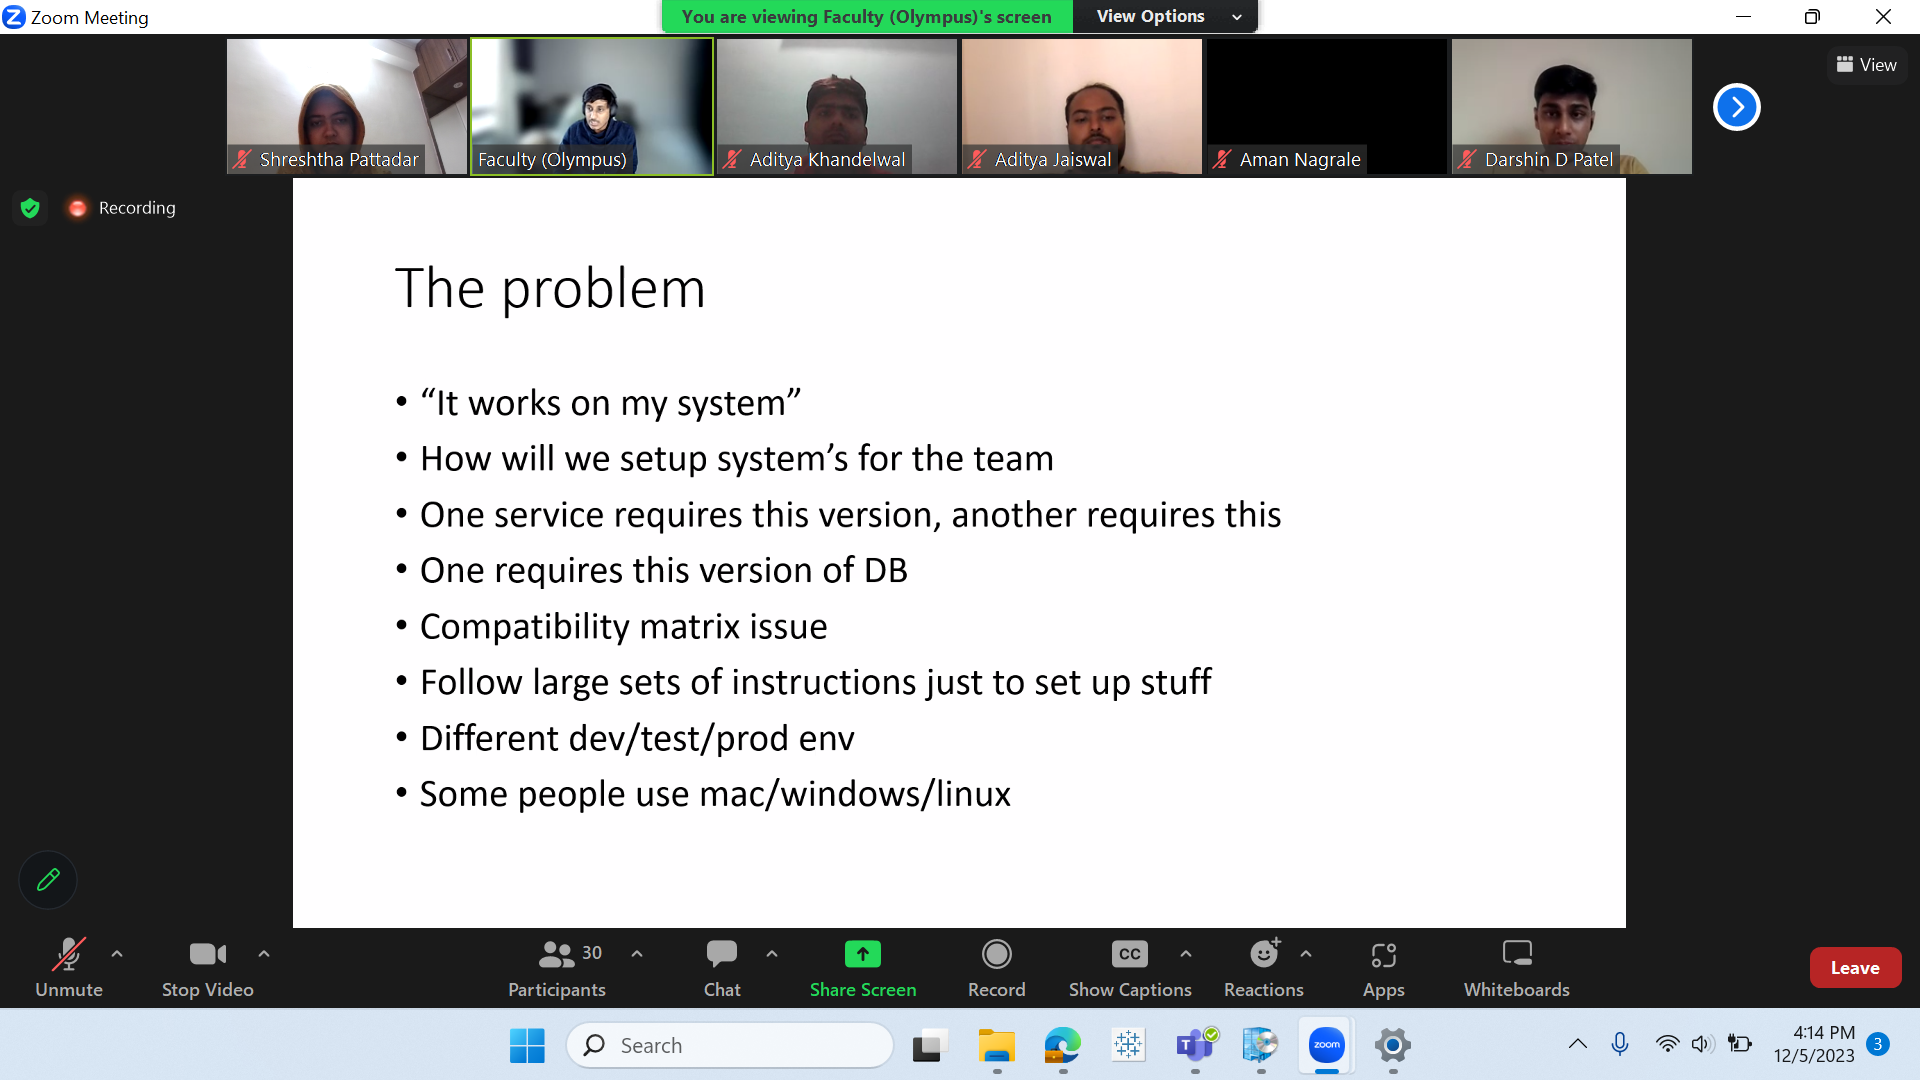 Zoom Meeting
You are viewing Faculty (Olympus)'s screen
View Options
View
Shreshtha Pattadar
Faculty (Olympus)
Aditya Khandelwal
Aditya Jaiswal
Aman Nagrale
Darshin D Patel
Recording
The problem
• “It works on my system”
• How will we setup system’s for the team
• One service requires this version, another requires this
• One requires this version of DB
• Compatibility matrix issue
• Follow large sets of instructions just to set up stuff
• Different dev/test/prod env
• Some people use mac/windows/linux
Unmute
Stop Video
30
Participants
Chat
Share Screen
Record
CC
Show Captions
Reactions
Apps
Whiteboards
Leave
Search
zoom
4:14 PM
12/5/2023
3